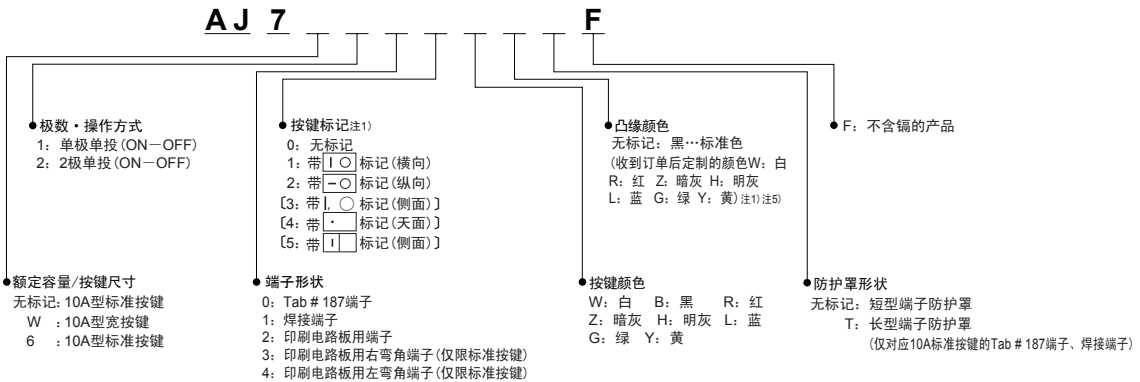 AJ7 F
极数・操作方式
1：单极单投(ON－OFF)
2：2极单投(ON－OFF)
按键标记注1)
0：无标记
1：带 I ○ 标记(横向)
2：带 －○ 标记(纵向)
〔3：带 I, ○ 标记(侧面)〕
〔4：带 ・ 标记(天面)〕
〔5：带 I 标记(侧面)〕
凸缘颜色
无标记：黑…标准色
(收到订单后定制的颜色W：白
R：红 Z：暗灰 H：明灰
L：蓝 G：绿 Y：黄)注1)注5)
F：不含镉的产品
额定容量/按键尺寸
无标记：10A型标准按键
W ：10A型宽按键
6 ：10A型标准按键
端子形状
0：Tab＃187端子
1：焊接端子
2：印刷电路板用端子
3：印刷电路板用右弯角端子(仅限标准按键)
4：印刷电路板用左弯角端子(仅限标准按键)
按键颜色
W：白 B：黑 R：红
Z：暗灰 H：明灰 L：蓝
G：绿 Y：黄
防护罩形状
无标记：短型端子防护罩
T：长型端子防护罩
(仅对应10A标准按键的Tab＃187端子、焊接端子)